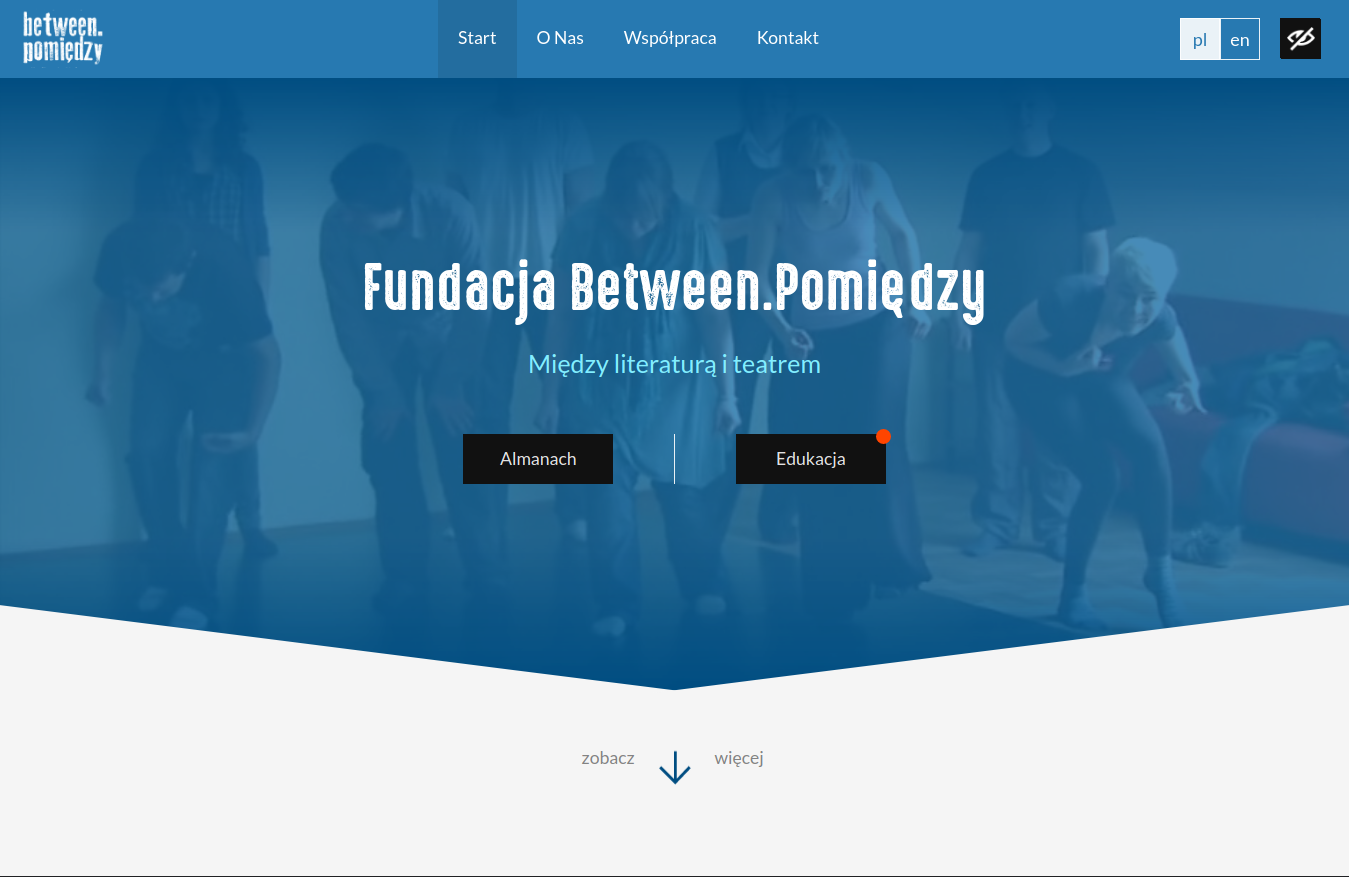 between.
pomiędzy
Start O Nas Współpraca Kontakt
pl en
Fundacja Between.Pomiędzy
Między literaturą i teatrem
Almanach Edukacja
zobacz więcej